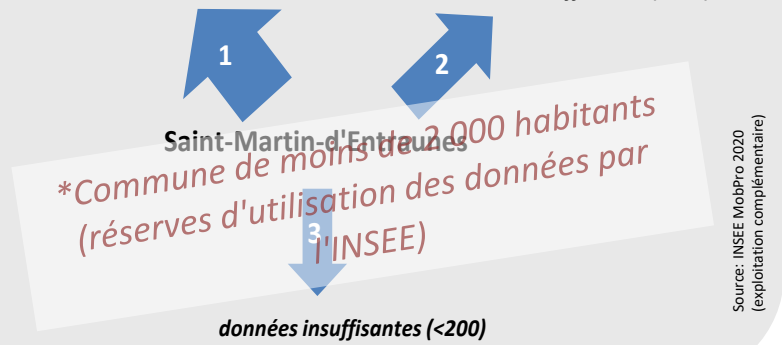 1
2
Saint-Martin-d'Entraunes
*Commune de moins de 2 000 habitants
(réserves d'utilisation des données par
l'INSEE)
3
données insuffisantes (<200)
Source: INSEE MobPro 2020
(exploitation complémentaire)